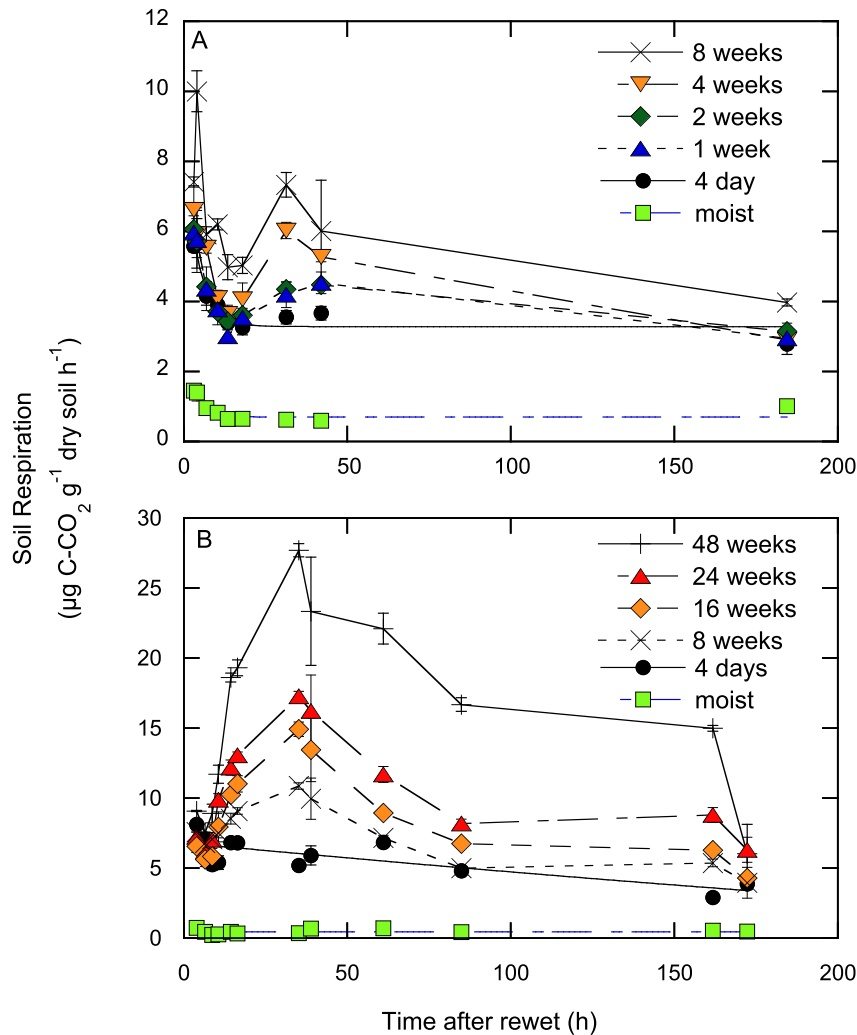 Soil Respiration
(µg C-CO₂ g⁻¹ dry soil h⁻¹)
12
10
8
6
4
2
0
A
8 weeks
4 weeks
2 weeks
1 week
4 day
moist
0 50 100 150 200
30
25
20
15
10
5
0
B
48 weeks
24 weeks
16 weeks
8 weeks
4 days
moist
0 50 100 150 200
Time after rewet (h)